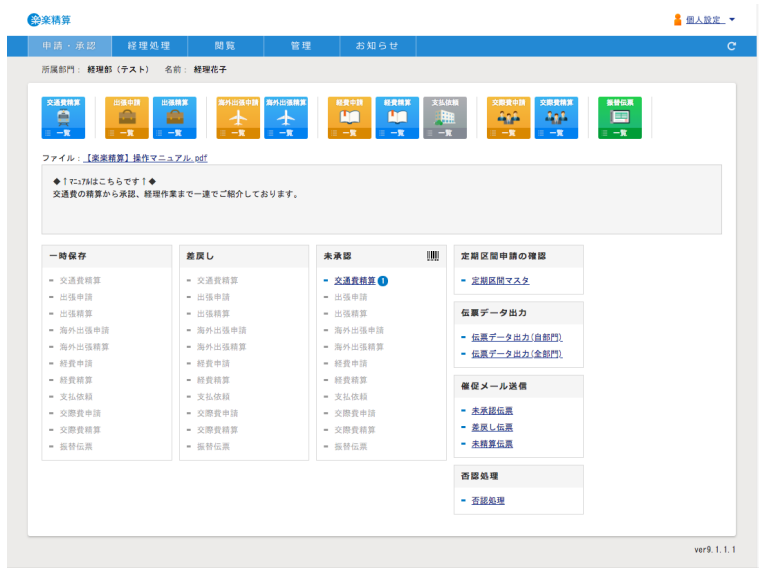 楽楽精算
個人設定
申請・承認 経理処理 閲覧 管理 お知らせ
所属部門： 経理部（テスト） 名前： 経理花子
交通費精算 出張申請 出張精算 海外出張申請 海外出張精算 経費申請 経費精算 支払依頼 交際費申請 交際費精算 振替伝票
一覧 一覧 一覧 一覧 一覧 一覧 一覧 一覧 一覧 一覧 一覧
ファイル：【楽楽精算】操作マニュアル.pdf
◆↑ﾏﾆｭｱﾙはこちらです↑◆
交通費の精算から承認、経理作業まで一連でご紹介しております。
一時保存
交通費精算
出張申請
出張精算
海外出張申請
海外出張精算
経費申請
経費精算
支払依頼
交際費申請
交際費精算
振替伝票
差戻し
交通費精算
出張申請
出張精算
海外出張申請
海外出張精算
経費申請
経費精算
支払依頼
交際費申請
交際費精算
振替伝票
未承認
交通費精算 1
出張申請
出張精算
海外出張申請
海外出張精算
経費申請
経費精算
支払依頼
交際費申請
交際費精算
振替伝票
定期区間申請の確認
定期区間マスタ
伝票データ出力
伝票データ出力(自部門)
伝票データ出力(全部門)
催促メール送信
未承認伝票
差戻し伝票
未精算伝票
否認処理
否認処理
ver9.1.1.1